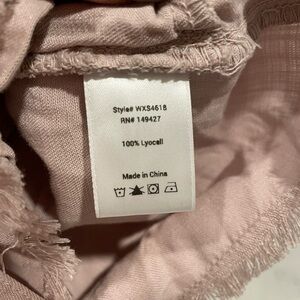 Style# WXS4618
RN# 149427
100% Lyocell
Made in China